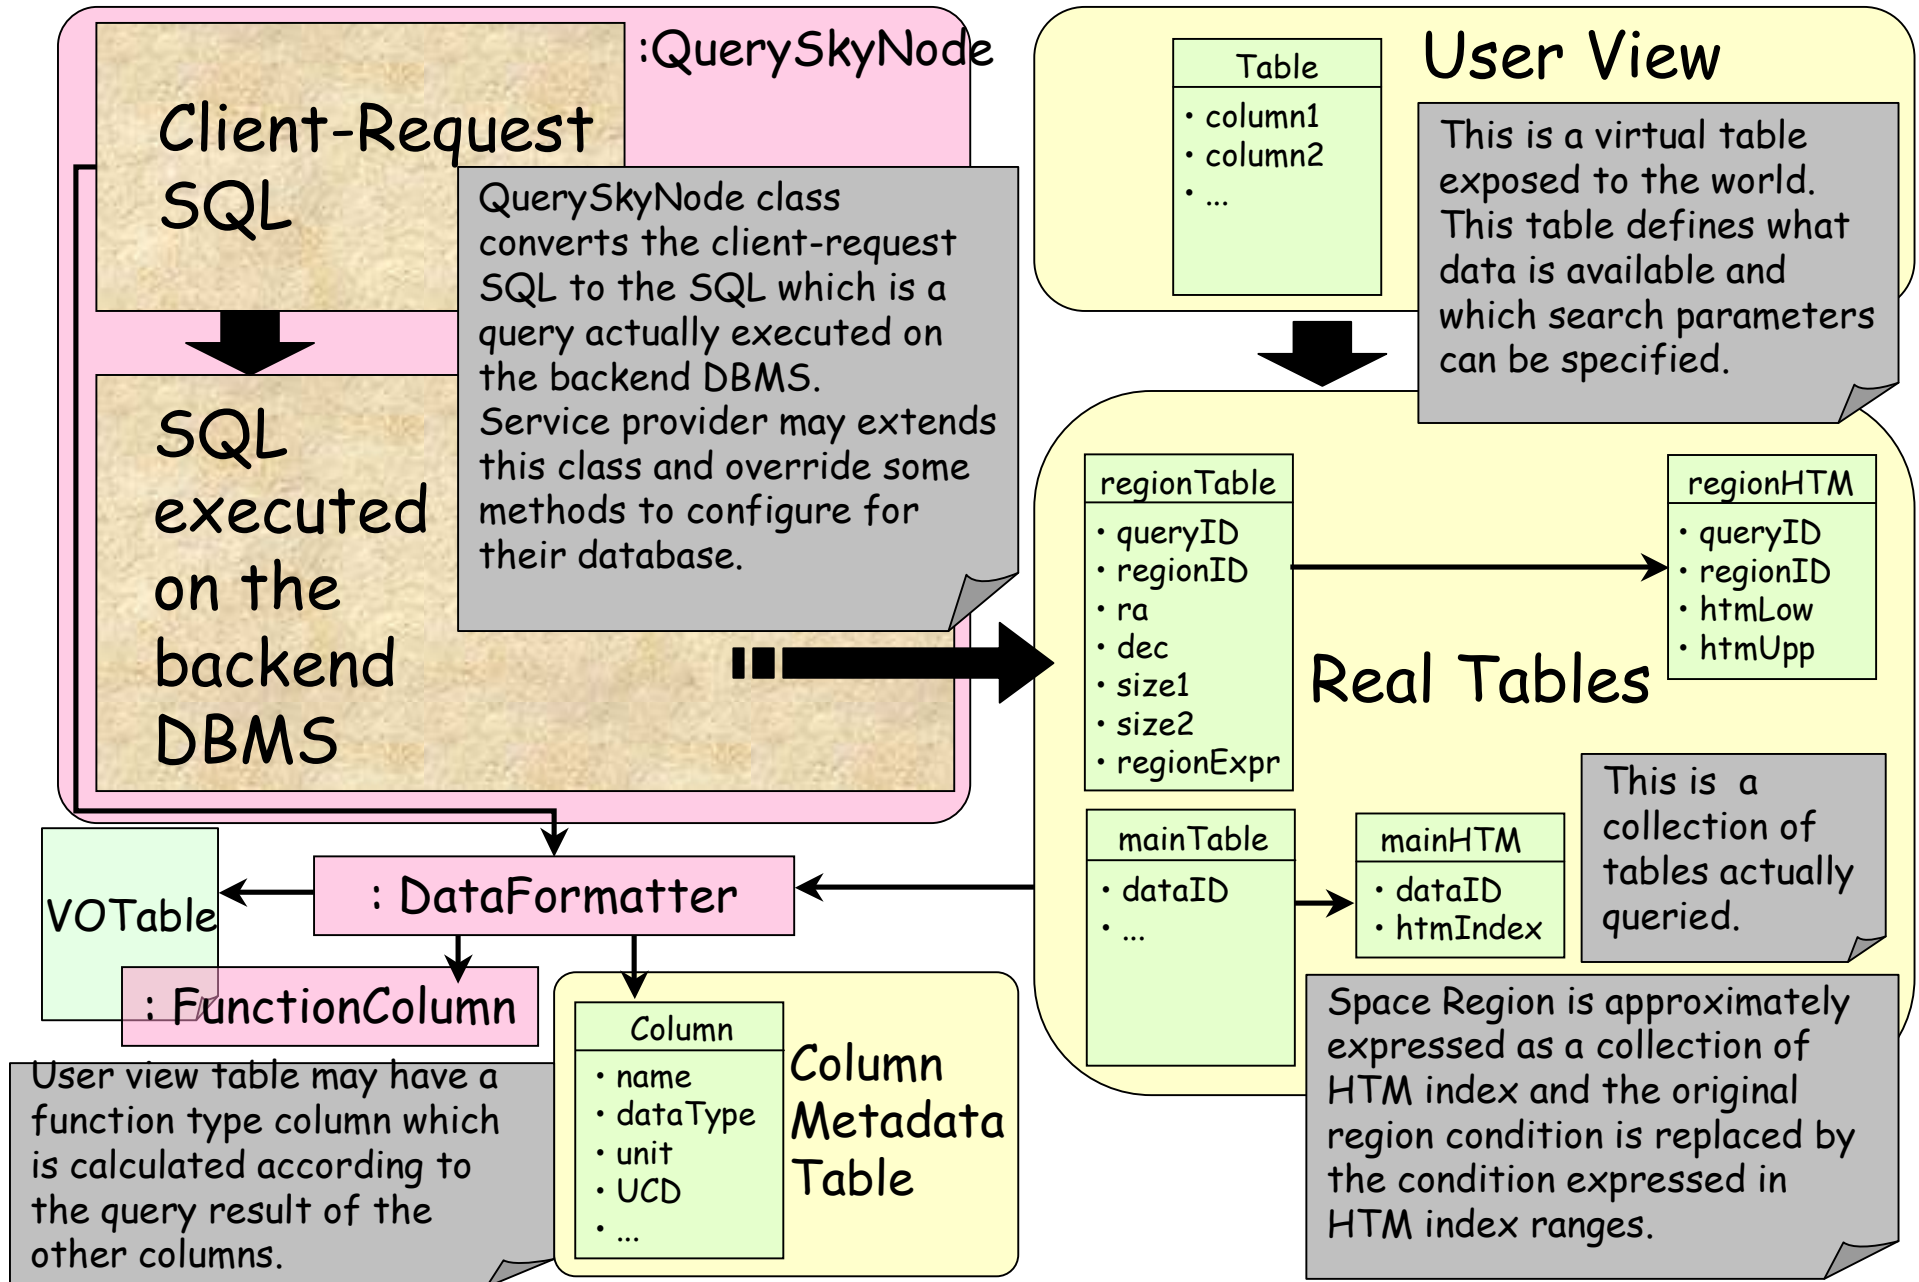 :QuerySkyNode
Client-Request
SQL
QuerySkyNode class
converts the client-request
SQL to the SQL which is a
query actually executed on
the backend DBMS.
Service provider may extends
this class and override some
methods to configure for
their database.
SQL
executed
on the
backend
DBMS
User View
Table
・column1
・column2
・...
This is a virtual table
exposed to the world.
This table defines what
data is available and
which search parameters
can be specified.
regionTable
・queryID
・regionID
・ra
・dec
・size1
・size2
・regionExpr
regionHTM
・queryID
・regionID
・htmLow
・htmUpp
Real Tables
mainTable
・dataID
・...
mainHTM
・dataID
・htmIndex
This is  a
collection of
tables actually
queried.
Space Region is approximately
expressed as a collection of
HTM index and the original
region condition is replaced by
the condition expressed in
HTM index ranges.
VOTable
: DataFormatter
: FunctionColumn
User view table may have a
function type column which
is calculated according to
the query result of the
other columns.
Column
・name
・dataType
・unit
・UCD
・...
Column
Metadata
Table